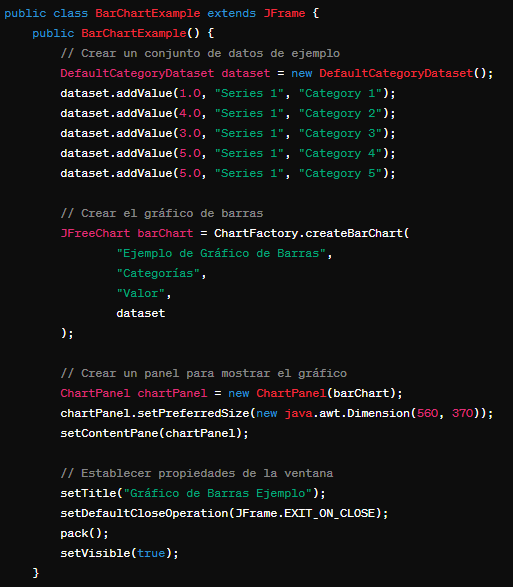 public class BarChartExample extends JFrame {
    public BarChartExample() {
        // Crear un conjunto de datos de ejemplo
        DefaultCategoryDataset dataset = new DefaultCategoryDataset();
        dataset.addValue(1.0, "Series 1", "Category 1");
        dataset.addValue(4.0, "Series 1", "Category 2");
        dataset.addValue(3.0, "Series 1", "Category 3");
        dataset.addValue(5.0, "Series 1", "Category 4");
        dataset.addValue(5.0, "Series 1", "Category 5");

        // Crear el gráfico de barras
        JFreeChart barChart = ChartFactory.createBarChart(
                "Ejemplo de Gráfico de Barras",
                "Categorías",
                "Valor",
                dataset
        );

        // Crear un panel para mostrar el gráfico
        ChartPanel chartPanel = new ChartPanel(barChart);
        chartPanel.setPreferredSize(new java.awt.Dimension(560, 370));
        setContentPane(chartPanel);

        // Establecer propiedades de la ventana
        setTitle("Gráfico de Barras Ejemplo");
        setDefaultCloseOperation(JFrame.EXIT_ON_CLOSE);
        pack();
        setVisible(true);
    }